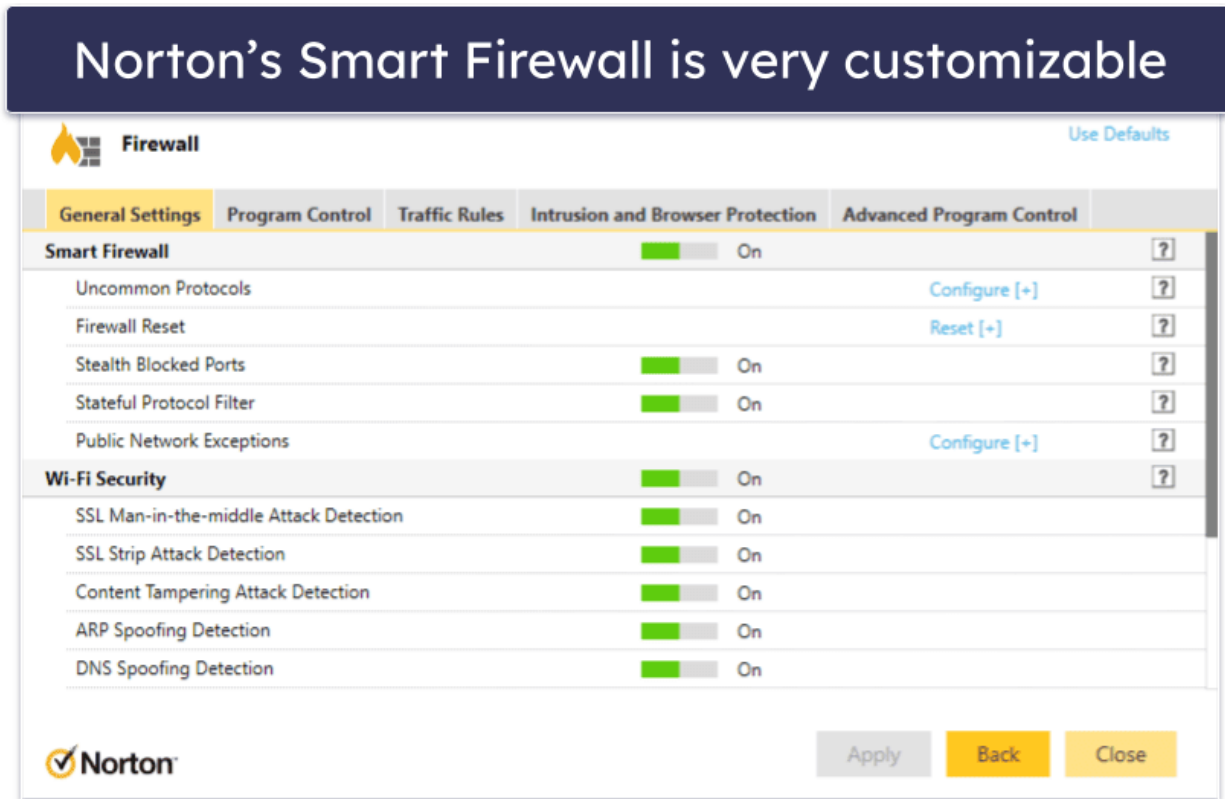 Norton's Smart Firewall is very customizable
Firewall
Use Defaults
General Settings Program Control Traffic Rules Intrusion and Browser Protection Advanced Program Control
Smart Firewall On ?
Uncommon Protocols Configure [+] ?
Firewall Reset Reset [+] ?
Stealth Blocked Ports On ?
Stateful Protocol Filter On ?
Public Network Exceptions Configure [+] ?
Wi-Fi Security On ?
SSL Man-in-the-middle Attack Detection On
SSL Strip Attack Detection On
Content Tampering Attack Detection On
ARP Spoofing Detection On
DNS Spoofing Detection On
Norton Apply Back Close